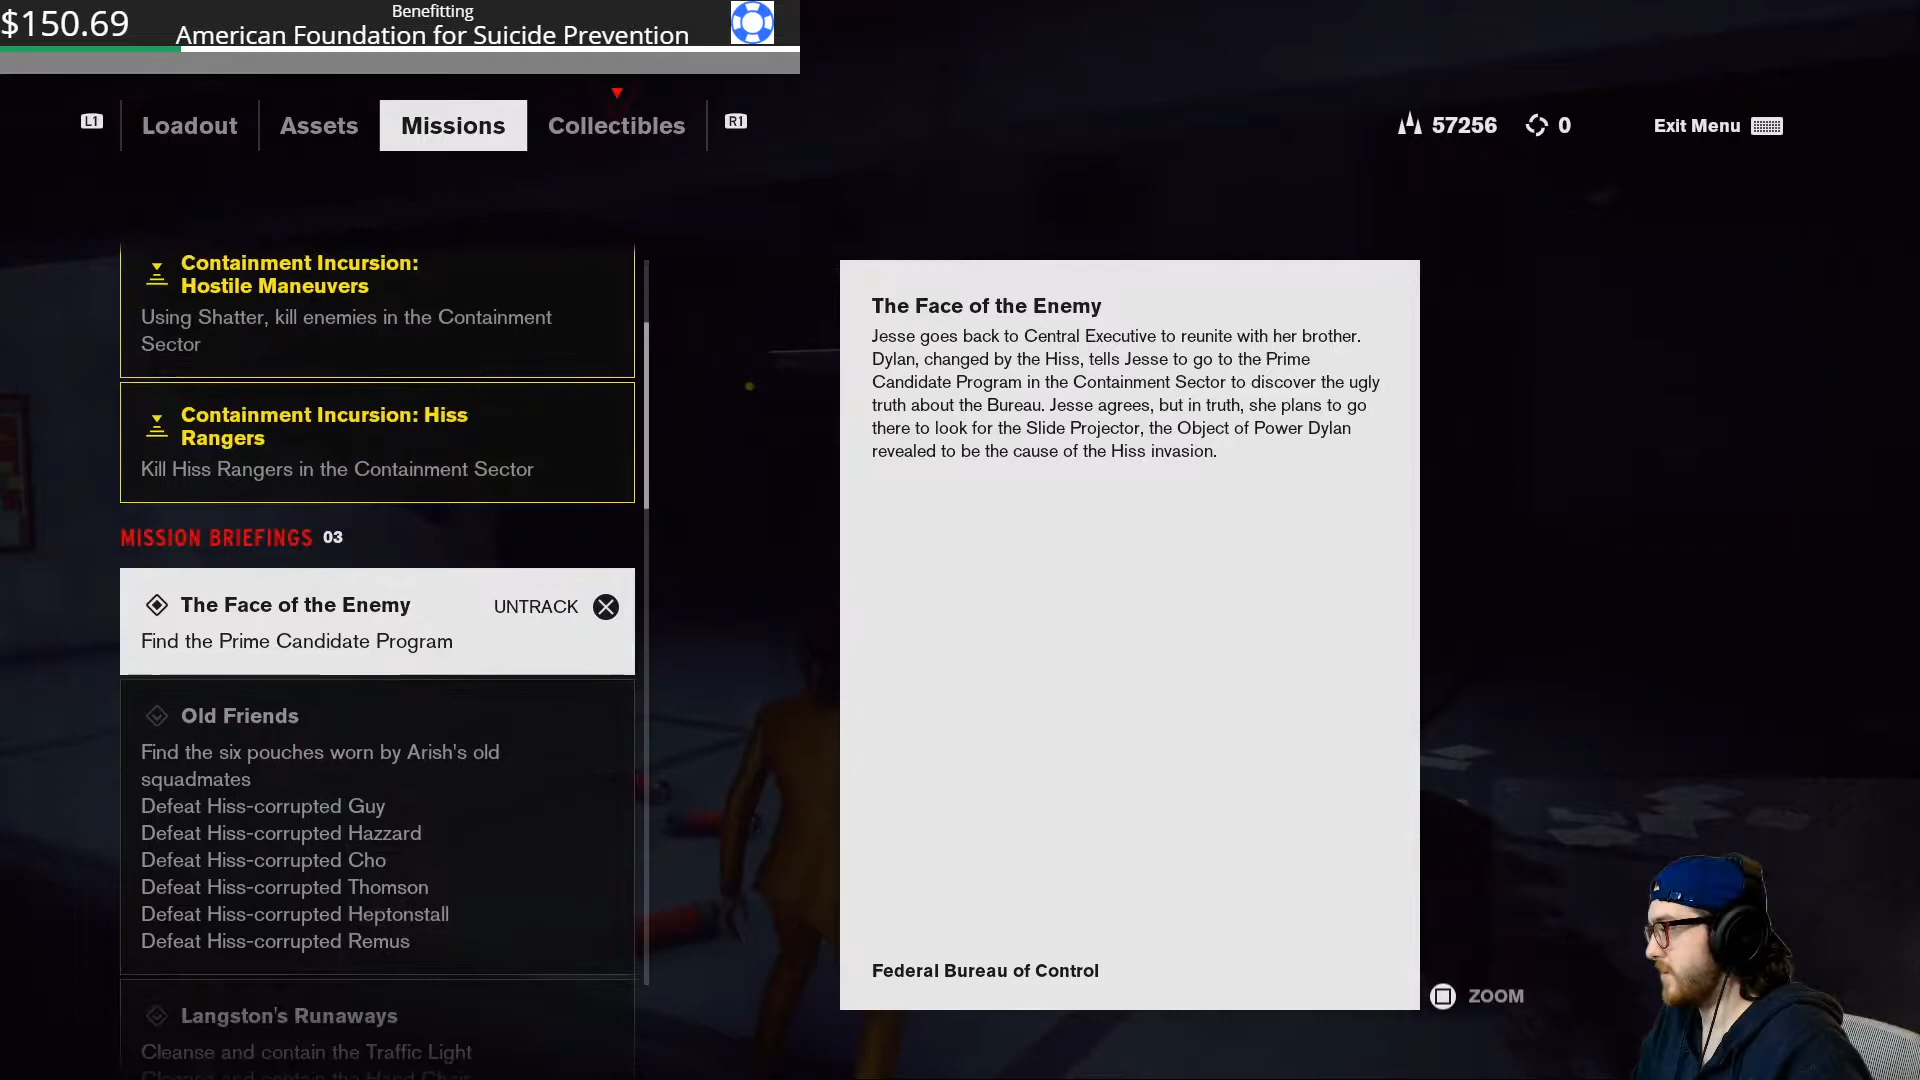 $150.69
Benefitting
American Foundation for Suicide Prevention
L1
Loadout
Assets
Missions
Collectibles
R1
57256
0
Exit Menu
Containment Incursion:
Hostile Maneuvers
Using Shatter, kill enemies in the Containment
Sector
Containment Incursion: Hiss
Rangers
Kill Hiss Rangers in the Containment Sector
MISSION BRIEFINGS 03
The Face of the Enemy
UNTRACK
Find the Prime Candidate Program
Old Friends
Find the six pouches worn by Arish's old
squadmates
Defeat Hiss-corrupted Guy
Defeat Hiss-corrupted Hazzard
Defeat Hiss-corrupted Cho
Defeat Hiss-corrupted Thomson
Defeat Hiss-corrupted Heptonstall
Defeat Hiss-corrupted Remus
Langston's Runaways
Cleanse and contain the Traffic Light
Cleanse and contain the Hand Chair
The Face of the Enemy
Jesse goes back to Central Executive to reunite with her brother.
Dylan, changed by the Hiss, tells Jesse to go to the Prime
Candidate Program in the Containment Sector to discover the ugly
truth about the Bureau. Jesse agrees, but in truth, she plans to go
there to look for the Slide Projector, the Object of Power Dylan
revealed to be the cause of the Hiss invasion.
Federal Bureau of Control
ZOOM